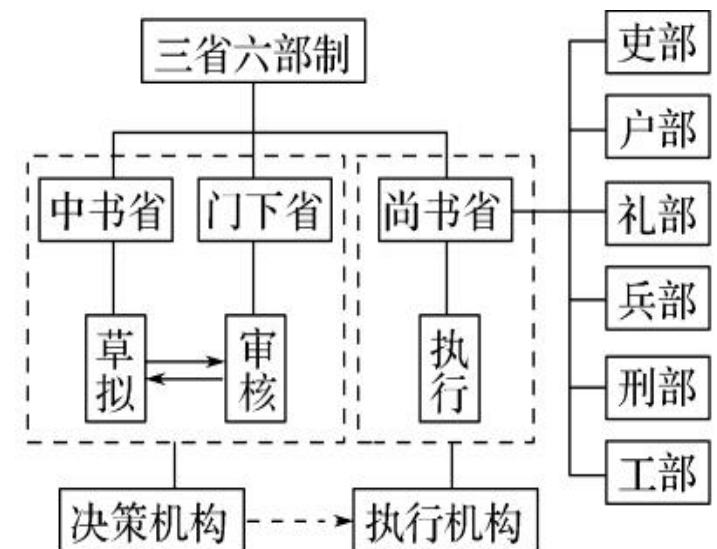 三省六部制
中书省
门下省
尚书省
草拟
审核
执行
决策机构
执行机构
吏部
户部
礼部
兵部
刑部
工部